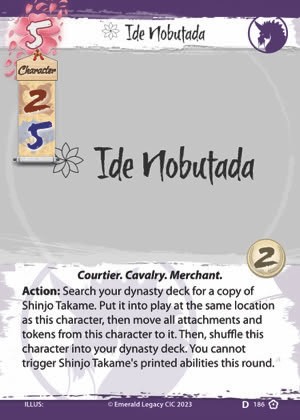 5
Ide Nobutada
Character
2
5
Ide Nobutada
2
Courtier. Cavalry. Merchant.
Action: Search your dynasty deck for a copy of
Shinjo Takame. Put it into play at the same location
as this character, then move all attachments and
tokens from this character to it. Then, shuffle this
character into your dynasty deck. You cannot
trigger Shinjo Takame's printed abilities this round.
ILLUS: © Emerald Legacy CIC 2023 D 186